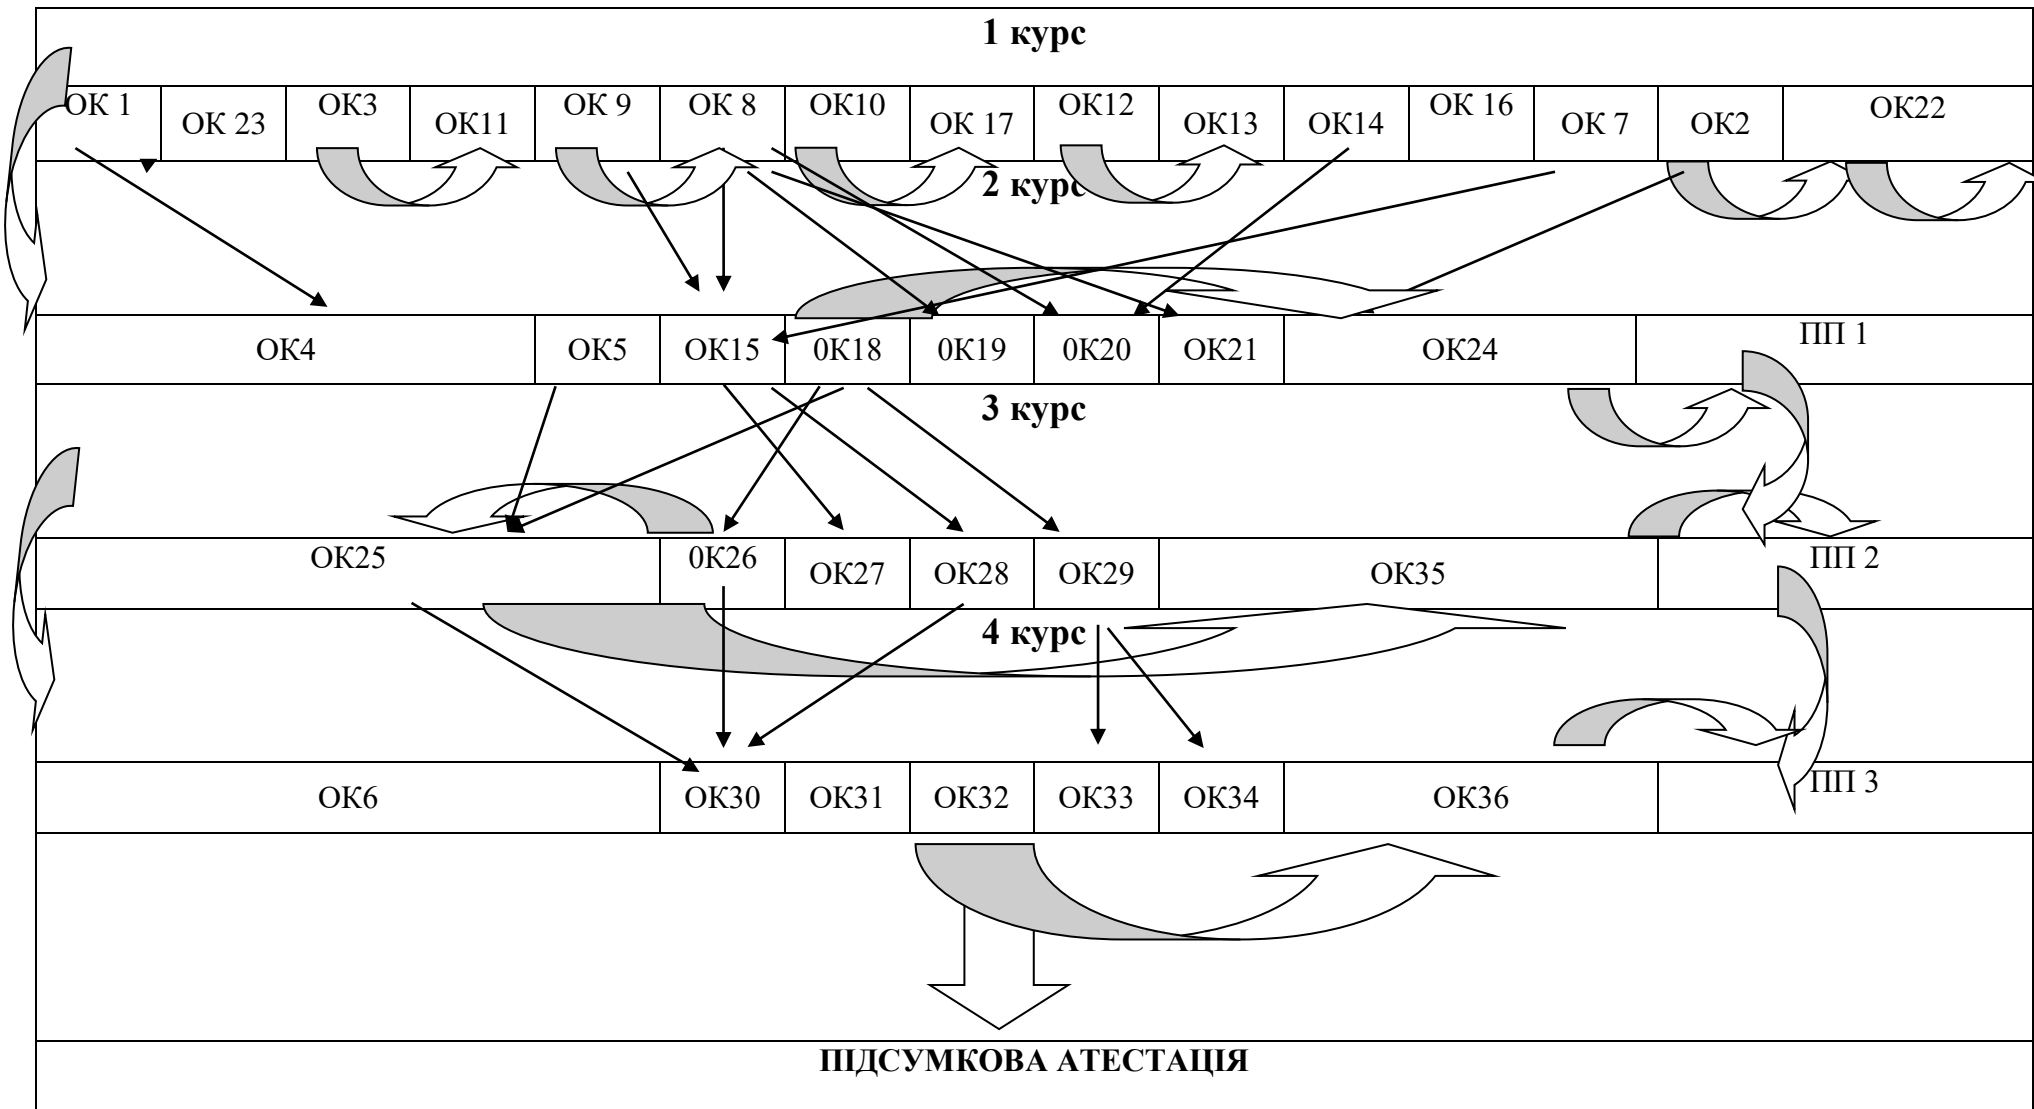 1 курс
ОК 1 ОК 23 ОК3 ОК11 ОК 9 ОК 8 ОК10 ОК 17 ОК12 ОК13 ОК14 ОК 16 ОК 7 ОК2 ОК22
2 курс
ОК4 ОК5 ОК15 0К18 0К19 0К20 ОК21 ОК24 ПП 1
3 курс
ОК25 0К26 ОК27 ОК28 ОК29 ОК35 ПП 2
4 курс
ОК6 ОК30 ОК31 ОК32 ОК33 ОК34 ОК36 ПП 3
ПІДСУМКОВА АТЕСТАЦІЯ